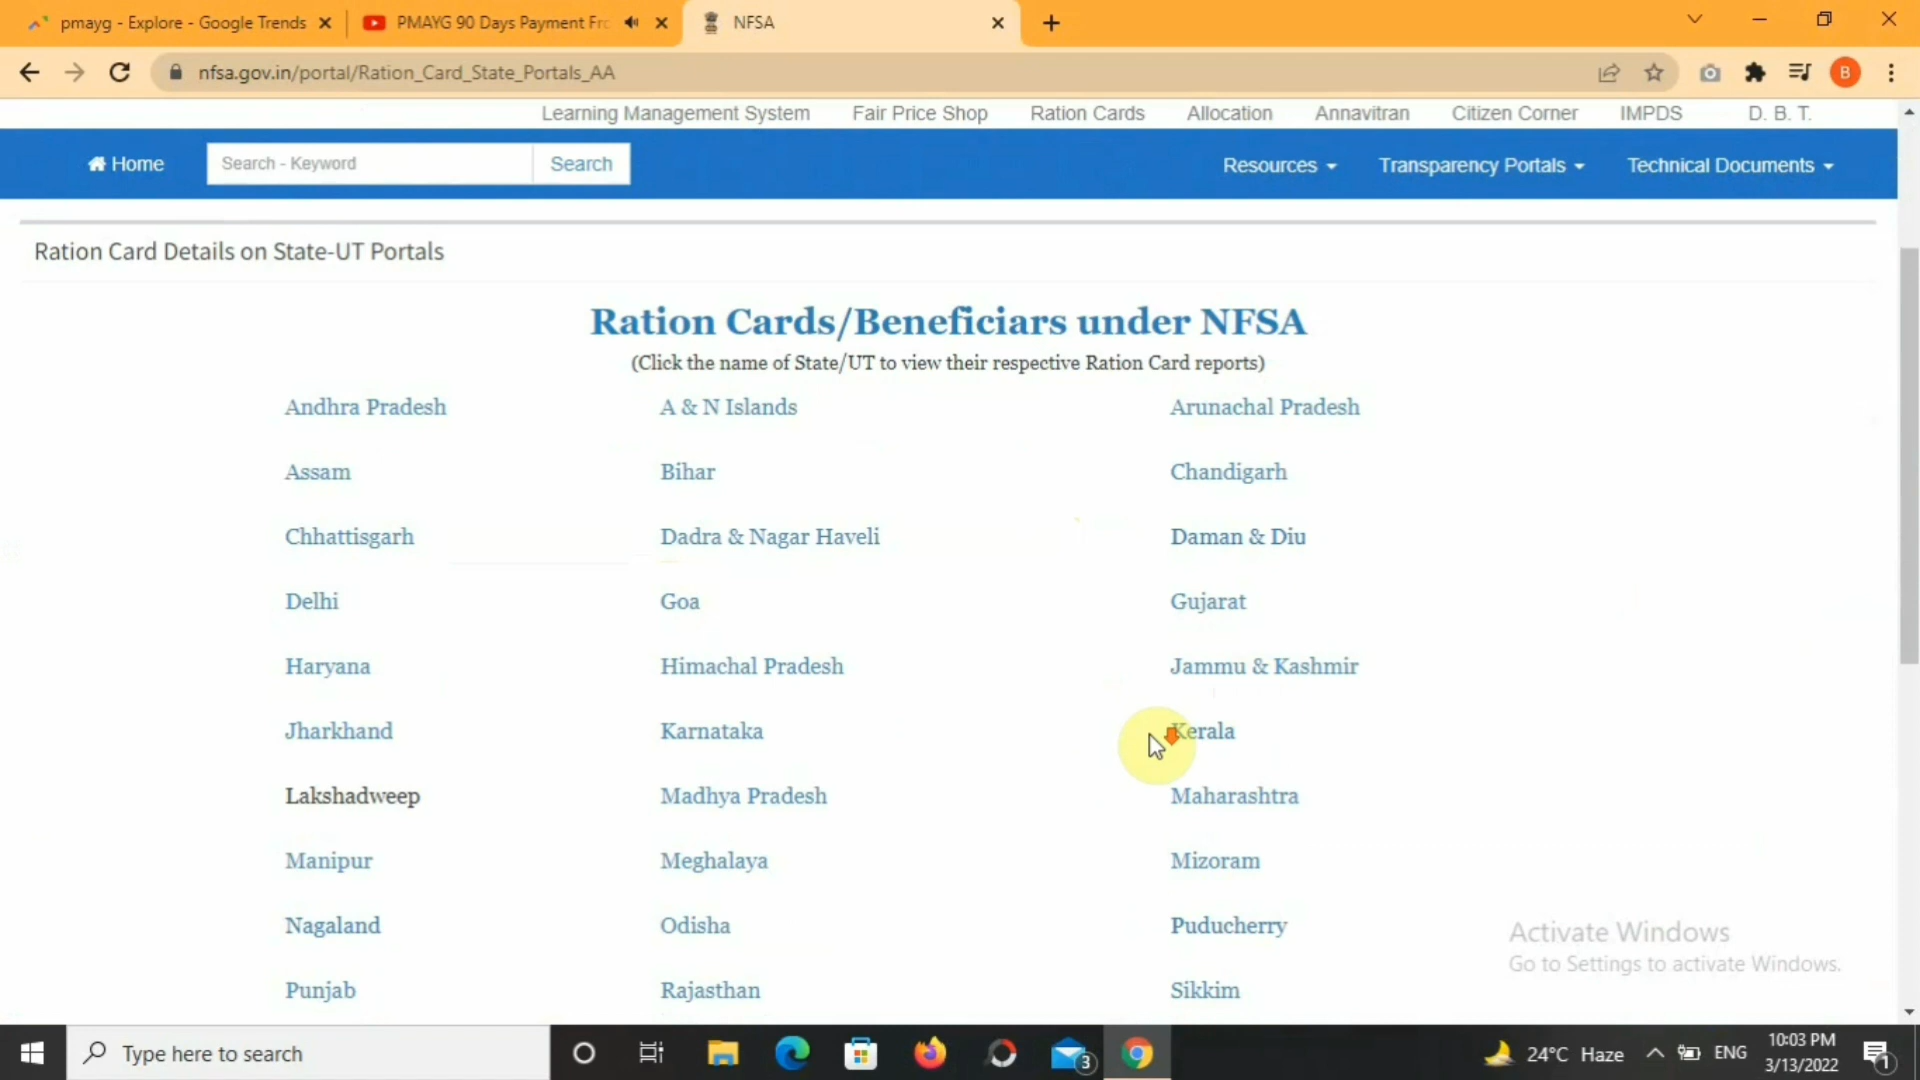 pmayg - Explore - Google Trends
PMAYG 90 Days Payment Fr
NFSA
nfsa.gov.in/portal/Ration_Card_State_Portals_AA
B
Learning Management System Fair Price Shop Ration Cards Allocation Annavitran Citizen Corner IMPDS D. B. T.
Home Search - Keyword Search Resources Transparency Portals Technical Documents
Ration Card Details on State-UT Portals
Ration Cards/Beneficiars under NFSA
(Click the name of State/UT to view their respective Ration Card reports)
Andhra Pradesh A & N Islands Arunachal Pradesh
Assam Bihar Chandigarh
Chhattisgarh Dadra & Nagar Haveli Daman & Diu
Delhi Goa Gujarat
Haryana Himachal Pradesh Jammu & Kashmir
Jharkhand Karnataka Kerala
Lakshadweep Madhya Pradesh Maharashtra
Manipur Meghalaya Mizoram
Nagaland Odisha Puducherry
Punjab Rajasthan Sikkim
Activate Windows
Go to Settings to activate Windows.
Type here to search 3 24°C Haze ENG 10:03 PM
3/13/2022 1